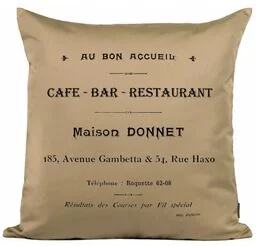 AU BON ACCUEIL
CAFE - BAR - RESTAURANT
Maison DONNET
185, Avenue Gambetta & 54, Rue Haxo
Téléphone : Roquette 62-08
Résultats des Courses par Fil spécial